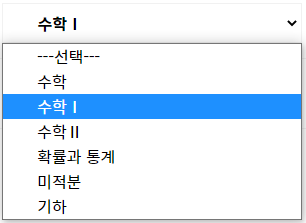 수학 Ⅰ
---선택---
수학
수학 Ⅰ
수학 Ⅱ
확률과 통계
미적분
기하